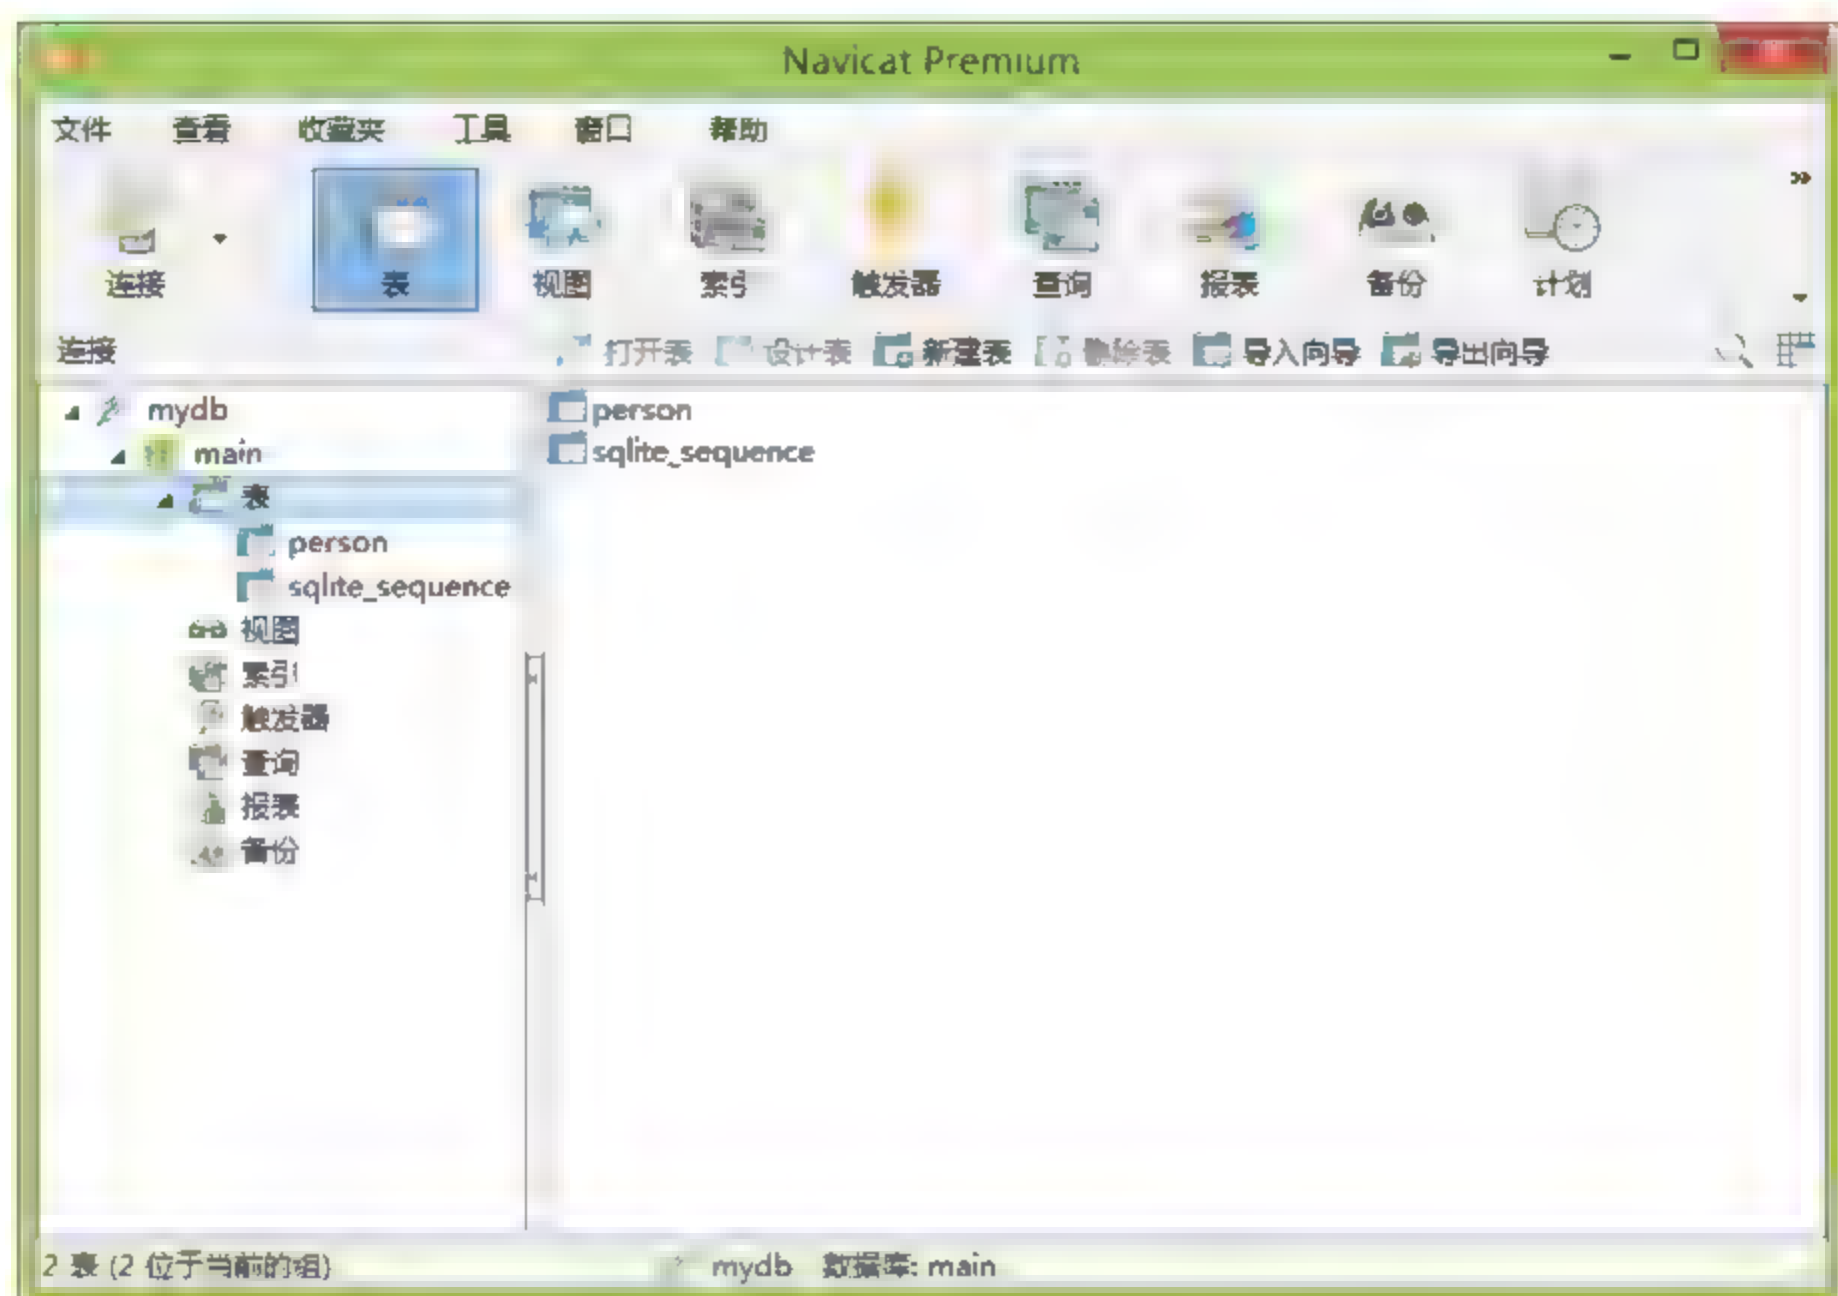 Navicat Premium
文件 查看 收藏夹 工具 窗口 帮助
连接 表 视图 索引 触发器 查询 报表 备份 计划
连接 打开表 设计表 新建表 删除表 导入向导 导出向导
mydb
main
表
person
sqlite_sequence
视图
索引
触发器
查询
报表
备份
person
sqlite_sequence
2 表 (2 位于当前的组) mydb 数据库: main